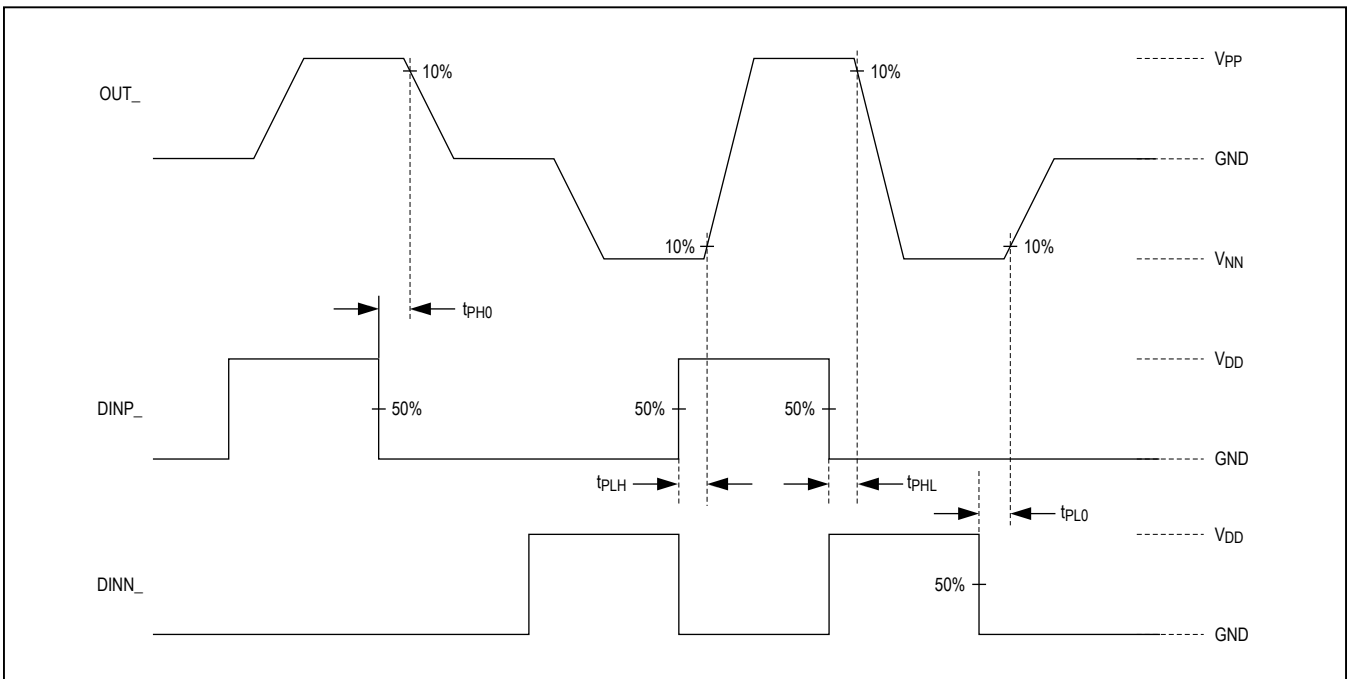 VPP
10%
10%
OUT_
GND
10%
10%
VNN
tPH0
VDD
DINP_
50%
50%
50%
GND
tPLH
tPHL
tPL0
VDD
DINN_
50%
GND